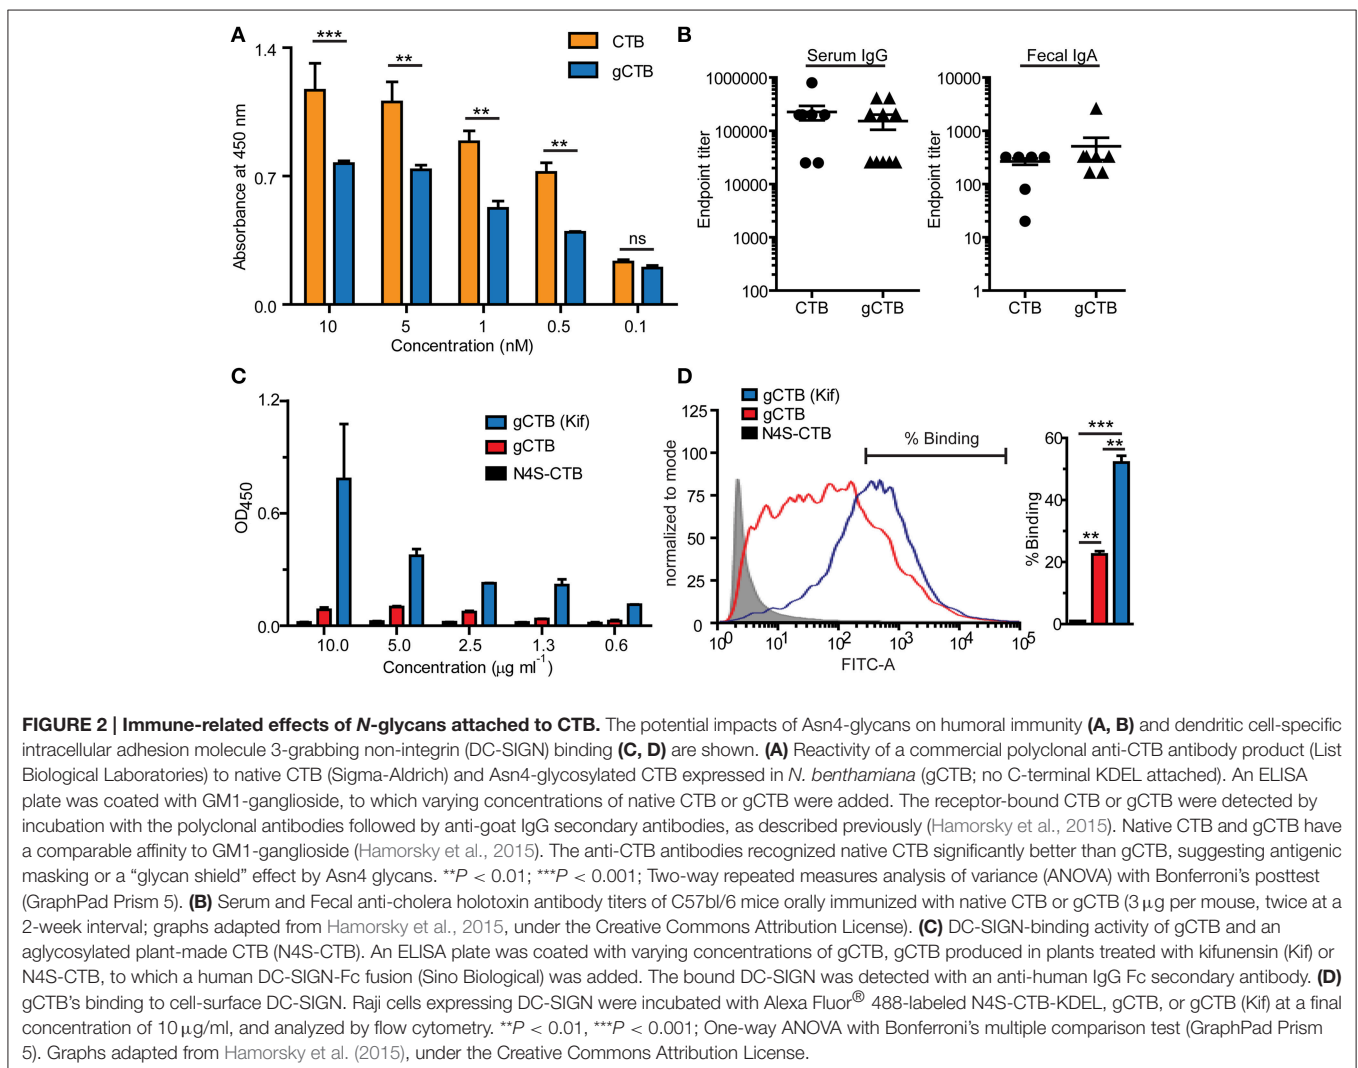 A
***
CTB
gCTB
**
**
**
ns
1.4
0.7
0.0
Absorbance at 450 nm
10 5 1 0.5 0.1
Concentration (nM)
B
Serum IgG
1000000
100000
10000
1000
100
Endpoint titer
CTB gCTB
Fecal IgA
10000
1000
100
10
1
Endpoint titer
CTB gCTB
C
1.2
0.6
0.0
OD450
gCTB (Kif)
gCTB
N4S-CTB
10.0 5.0 2.5 1.3 0.6
Concentration (μg ml-1)
D
gCTB (Kif)
gCTB
N4S-CTB
% Binding
125
100
75
50
25
0
normalized to mode
10^0 10^1 10^2 10^3 10^4 10^5
FITC-A
***
**
**
60
40
20
0
% Binding
FIGURE 2 | Immune-related effects of N-glycans attached to CTB. The potential impacts of Asn4-glycans on humoral immunity (A, B) and dendritic cell-specific
intracellular adhesion molecule 3-grabbing non-integrin (DC-SIGN) binding (C, D) are shown. (A) Reactivity of a commercial polyclonal anti-CTB antibody product (List
Biological Laboratories) to native CTB (Sigma-Aldrich) and Asn4-glycosylated CTB expressed in N. benthamiana (gCTB; no C-terminal KDEL attached). An ELISA
plate was coated with GM1-ganglioside, to which varying concentrations of native CTB or gCTB were added. The receptor-bound CTB or gCTB were detected by
incubation with the polyclonal antibodies followed by anti-goat IgG secondary antibodies, as described previously (Hamorsky et al., 2015). Native CTB and gCTB have
a comparable affinity to GM1-ganglioside (Hamorsky et al., 2015). The anti-CTB antibodies recognized native CTB significantly better than gCTB, suggesting antigenic
masking or a “glycan shield” effect by Asn4 glycans. **P < 0.01; ***P < 0.001; Two-way repeated measures analysis of variance (ANOVA) with Bonferroni’s posttest
(GraphPad Prism 5). (B) Serum and Fecal anti-cholera holotoxin antibody titers of C57bl/6 mice orally immunized with native CTB or gCTB (3 μg per mouse, twice at a
2-week interval; graphs adapted from Hamorsky et al., 2015, under the Creative Commons Attribution License). (C) DC-SIGN-binding activity of gCTB and an
aglycosylated plant-made CTB (N4S-CTB). An ELISA plate was coated with varying concentrations of gCTB, gCTB produced in plants treated with kifunensin (Kif) or
N4S-CTB, to which a human DC-SIGN-Fc fusion (Sino Biological) was added. The bound DC-SIGN was detected with an anti-human IgG Fc secondary antibody. (D)
gCTB’s binding to cell-surface DC-SIGN. Raji cells expressing DC-SIGN were incubated with Alexa Fluor® 488-labeled N4S-CTB-KDEL, gCTB, or gCTB (Kif) at a final
concentration of 10 μg/ml, and analyzed by flow cytometry. **P < 0.01, ***P < 0.001; One-way ANOVA with Bonferroni’s multiple comparison test (GraphPad Prism
5). Graphs adapted from Hamorsky et al. (2015), under the Creative Commons Attribution License.